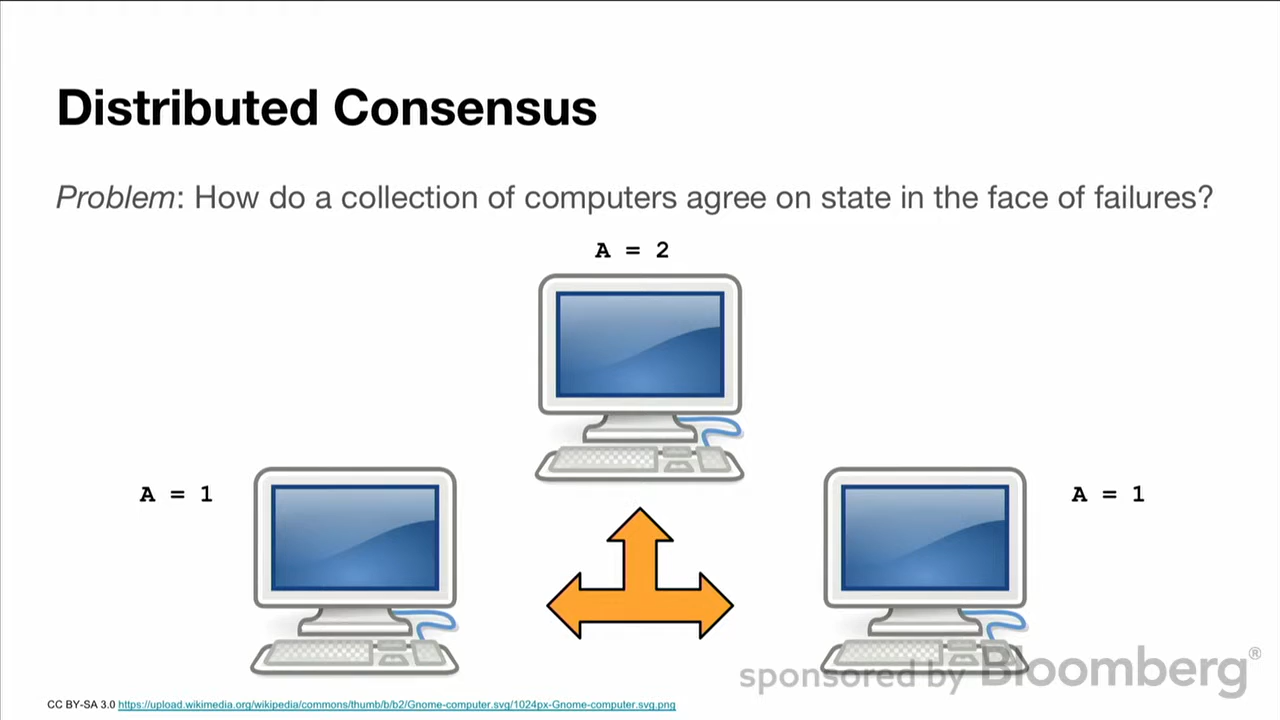 Distributed Consensus
Problem: How do a collection of computers agree on state in the face of failures?
A = 2
A = 1
A = 1
sponsored by Bloomberg®
CC BY-SA 3.0 https://upload.wikimedia.org/wikipedia/commons/thumb/b/b2/Gnome-computer.svg/1024px-Gnome-computer.svg.png